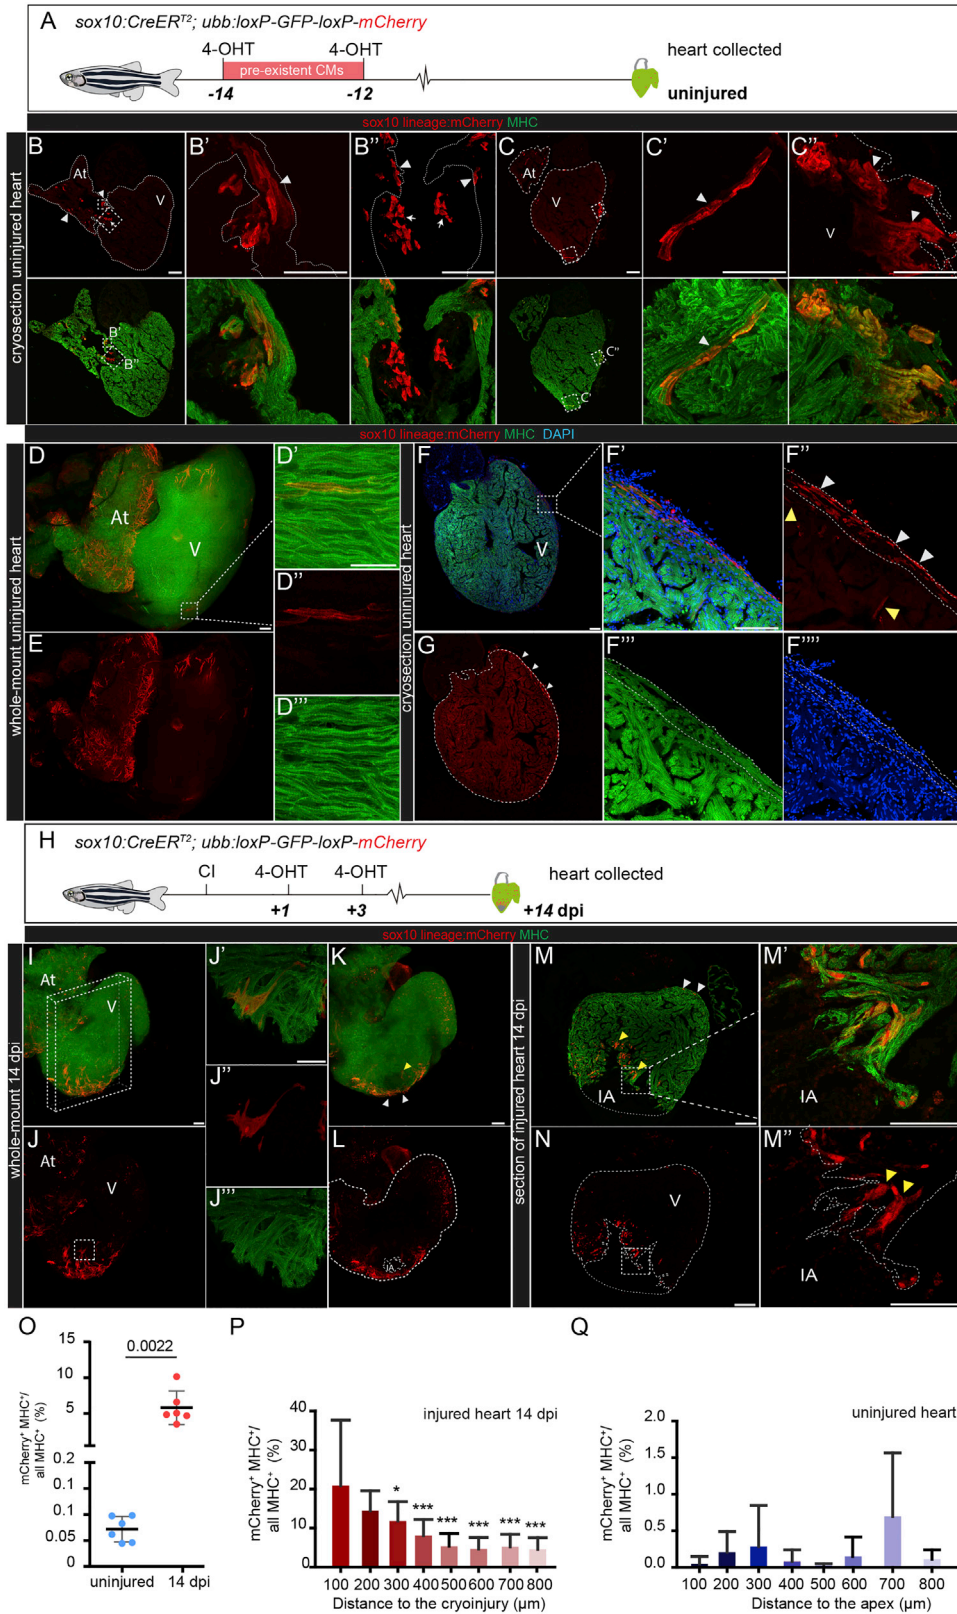 A
sox10:CreERT2; ubb:loxP-GFP-loxP-mCherry
4-OHT 4-OHT
pre-existent CMs
-14 -12
heart collected
uninjured
sox10 lineage:mCherry MHC
cryosection uninjured heart
B At V
B'
B''
C At V
C'
C'' V
B'
B''
C''
C'
sox10 lineage:mCherry MHC DAPI
whole-mount uninjured heart
D At V
D'
D''
D'''
E
cryosection uninjured heart
F V
F'
F''
G
F'''
F''''
H
sox10:CreERT2; ubb:loxP-GFP-loxP-mCherry
CI 4-OHT 4-OHT
+1 +3
heart collected
+14 dpi
sox10 lineage:mCherry MHC
whole-mount 14 dpi
I At V
J'
J''
J'''
K
J At V
L IA
section of injured heart 14 dpi
M IA
M' IA
N V
M'' IA
O
mCherry+ MHC+/
all MHC+ (%)
15
10
5
0.2
0.1
0.05
0
0.0022
uninjured 14 dpi
P
injured heart 14 dpi
mCherry+ MHC+/
all MHC+ (%)
40
30
20
10
0
* *** *** *** *** ***
100 200 300 400 500 600 700 800
Distance to the cryoinjury (µm)
Q
uninjured heart
mCherry+ MHC+/
all MHC+ (%)
2.0
1.5
1.0
0.5
0.0
100 200 300 400 500 600 700 800
Distance to the apex (µm)